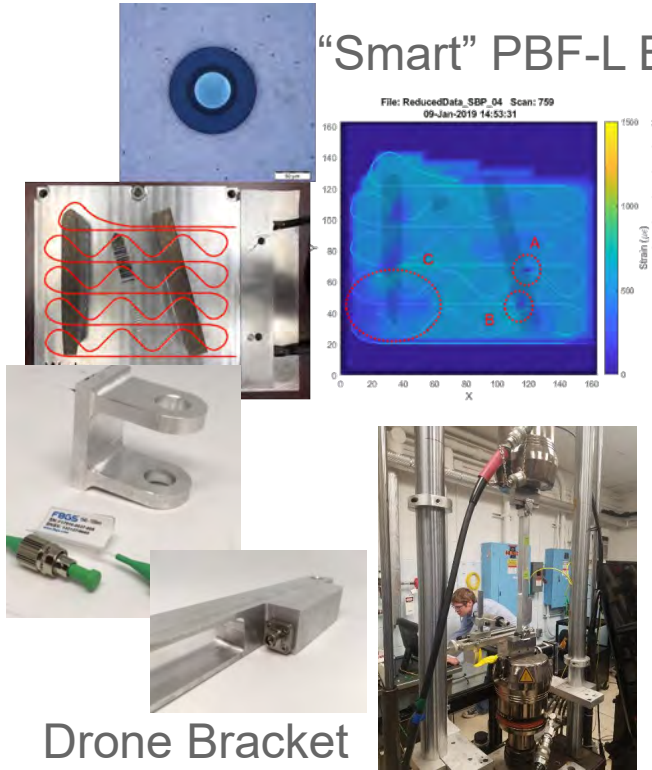 “Smart” PBF-L B
File: ReducedData_SBP_04 Scan: 759
09-Jan-2019 14:53:31
160
140
120
100
80
60
40
20
0
0
20
40
60
80
100
120
140
160
X
A
B
C
1500
1000
500
0
Strain (με)
FBGS
Drone Bracket